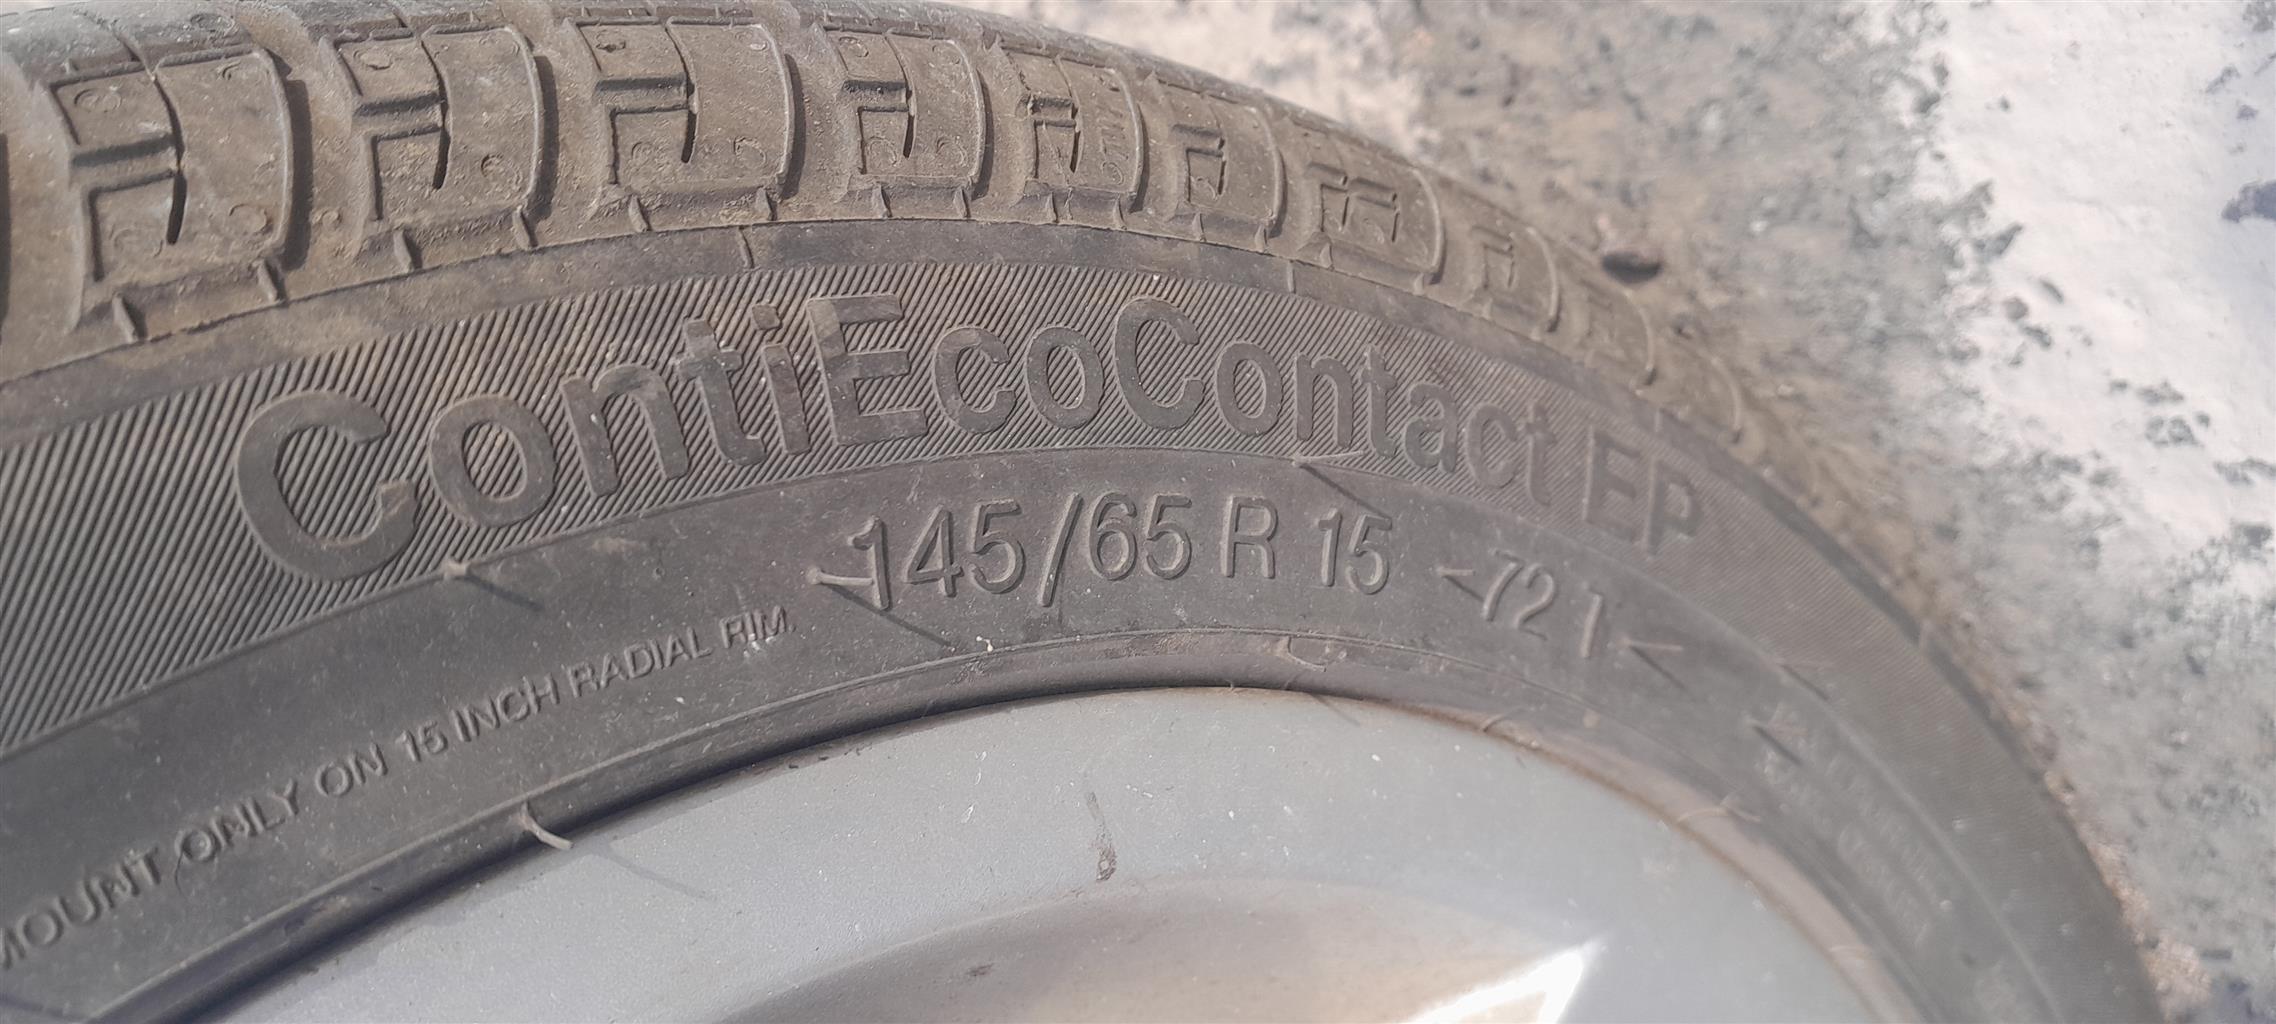 ContiEcoContact EP
145/65 R 15 72 T
MOUNT ONLY ON 15 INCH RADIAL RIM.